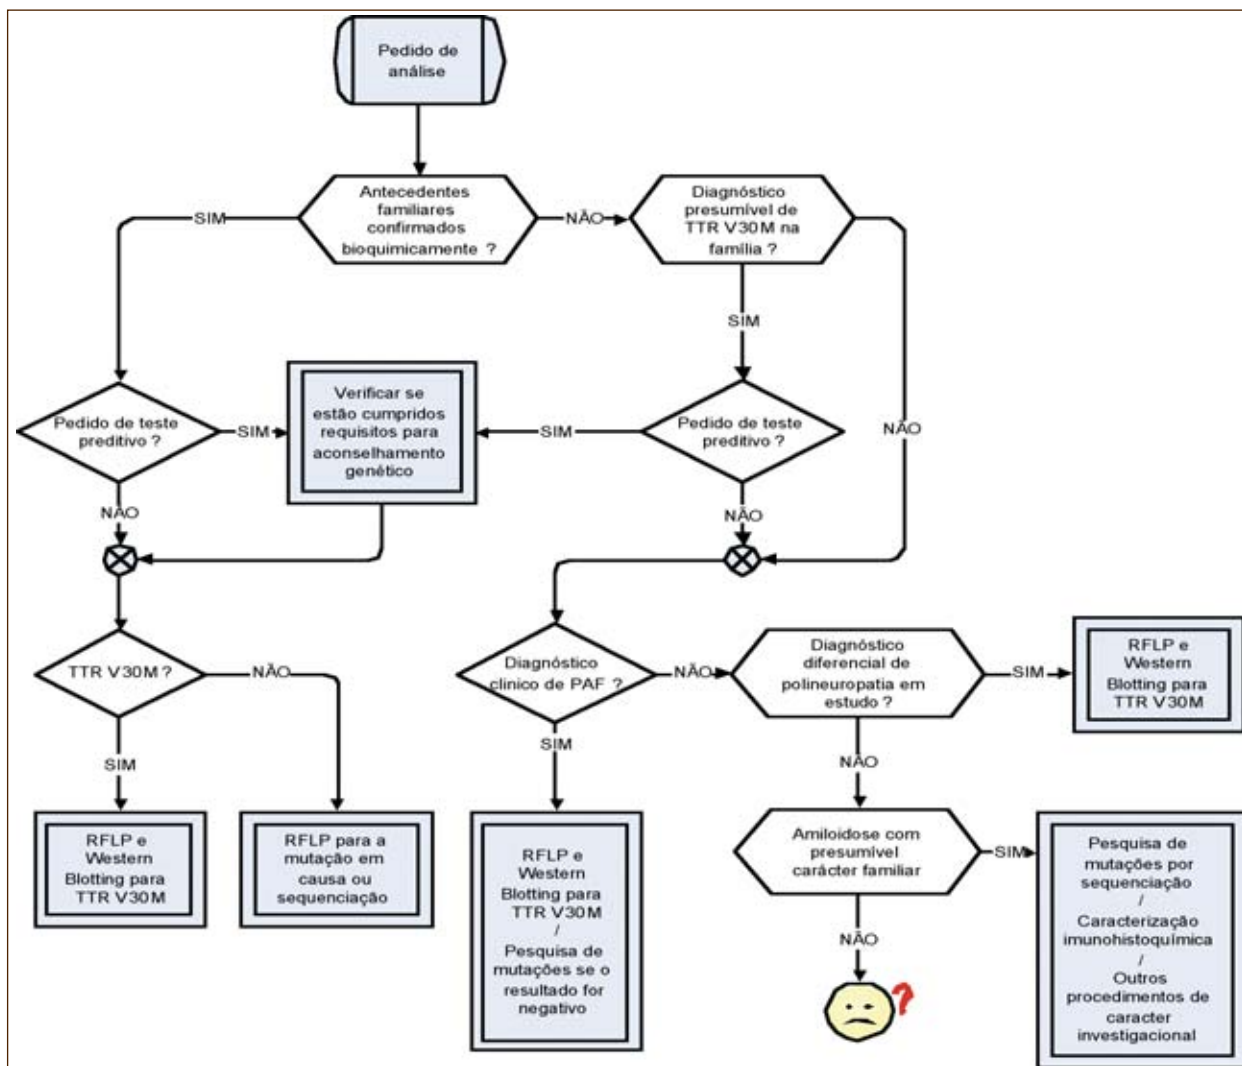 Pedido de
análise
Antecedentes
familiares
confirmados
bioquimicamente ?
SIM
NÃO
Diagnóstico
presumível de
TTR V30M na
família ?
SIM
NÃO
Pedido de teste
preditivo ?
SIM
Verificar se
estão cumpridos
requisitos para
aconselhamento
genético
SIM
Pedido de teste
preditivo ?
NÃO
NÃO
TTR V30M ?
NÃO
SIM
Diagnóstico
clinico de PAF ?
NÃO
SIM
Diagnóstico
diferencial de
polineuropatia em
estudo ?
SIM
RFLP e
Western
Blotting para
TTR V30M
NÃO
RFLP e
Western
Blotting para
TTR V30M
RFLP para a
mutação em
causa ou
sequenciação
RFLP e
Western
Blotting para
TTR V30M
/
Pesquisa de
mutações se o
resultado for
negativo
Amiloidose com
presumível
carácter familiar
SIM
NÃO
?
Pesquisa de
mutações por
sequenciação
/
Caracterização
imunohistoquímica
/
Outros
procedimentos de
caracter
investigacional